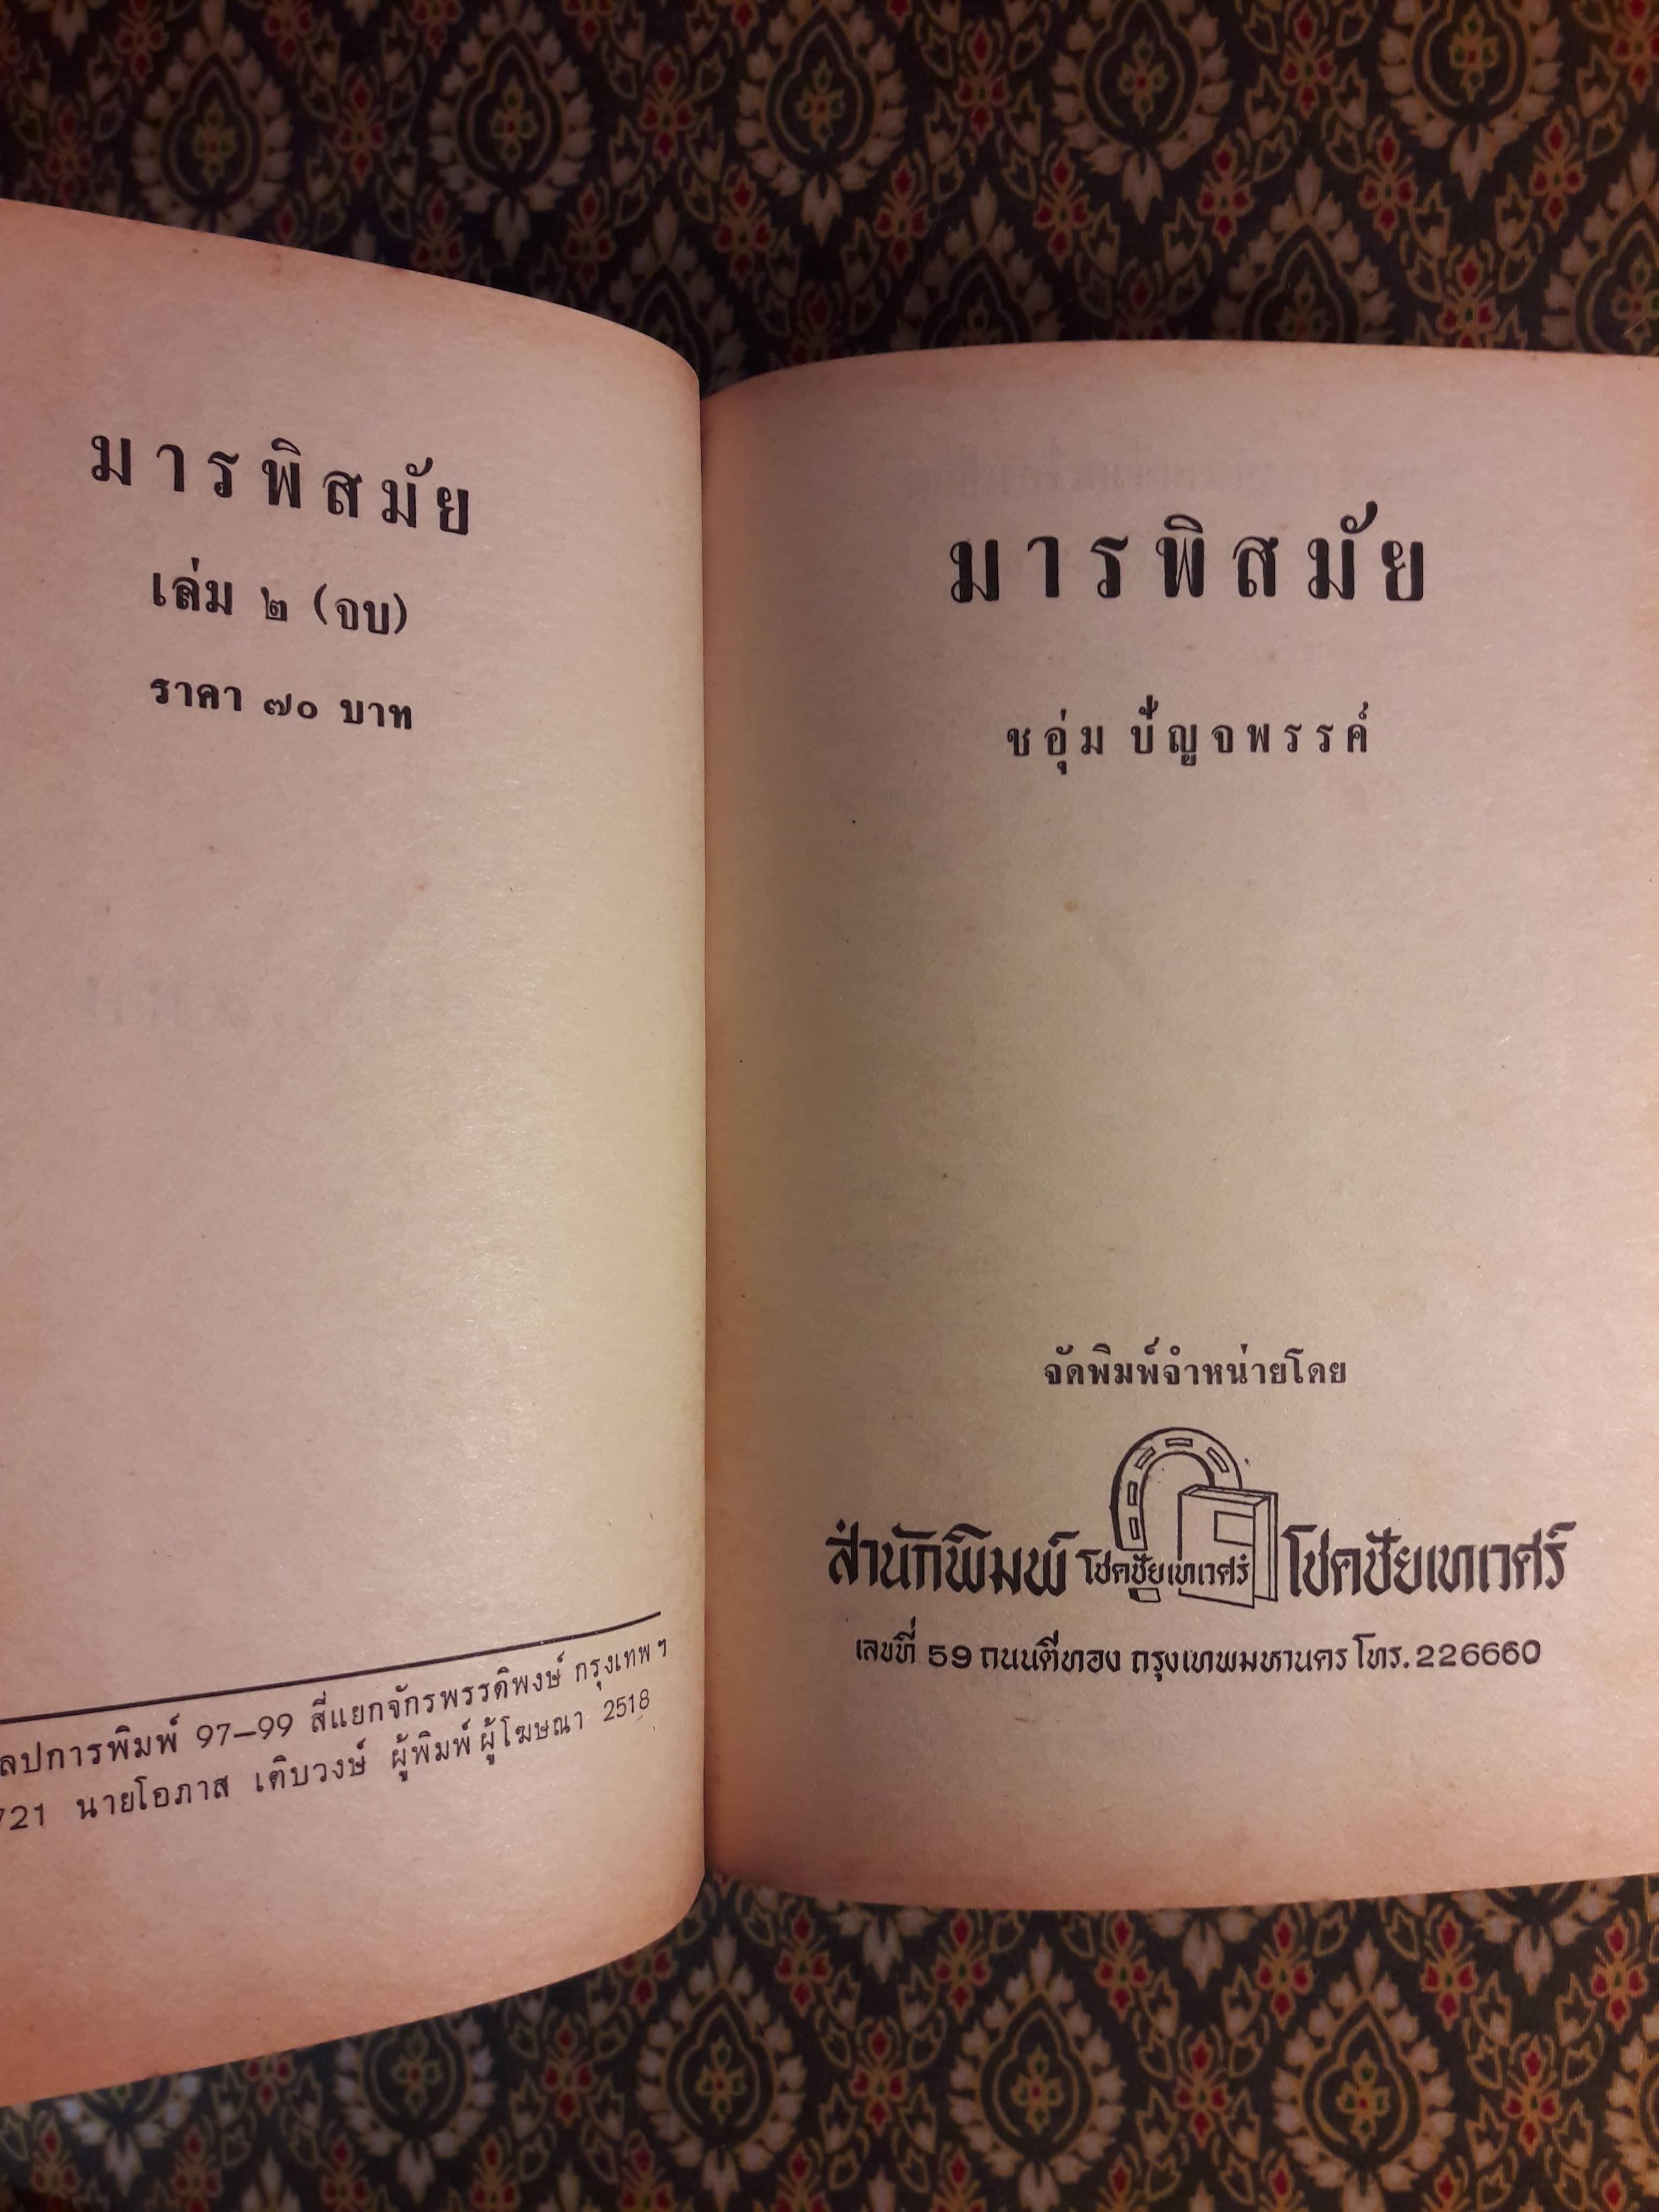 มารพิสมัย
เล่ม ๒ (จบ)
ราคา ๗๐ บาท
ลปการพิมพ์ 97-99 สี่แยกจักรพรรดิพงษ์ กรุงเทพฯ
721 นายโอภาส เติบวงษ์ ผู้พิมพ์ผู้โฆษณา 2518
มารพิสมัย
ชอุ่ม ปัญจพรรค์
จัดพิมพ์จำหน่ายโดย
สำนักพิมพ์ โชคชัยเทเวศร์ โชคชัยเทเวศร์
เลขที่ 59 ถนนตีทอง กรุงเทพมหานคร โทร. 226660